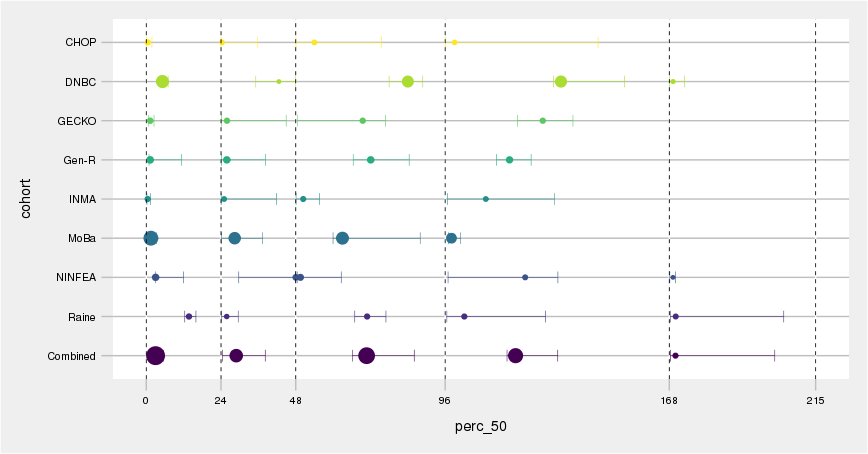 CHOP
DNBC
GECKO
Gen-R
INMA
MoBa
NINFEA
Raine
Combined
cohort
0 24 48 96 168 215
perc_50